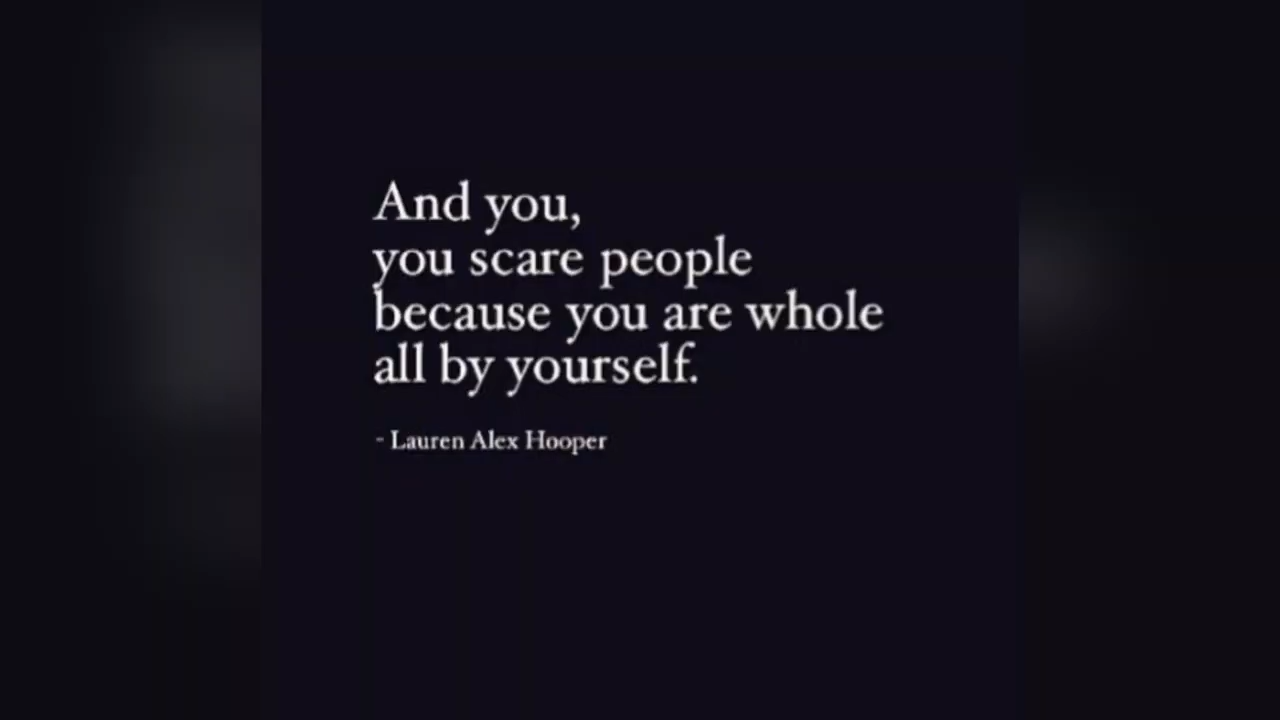 And you,
you scare people
because you are whole
all by yourself.
- Lauren Alex Hooper